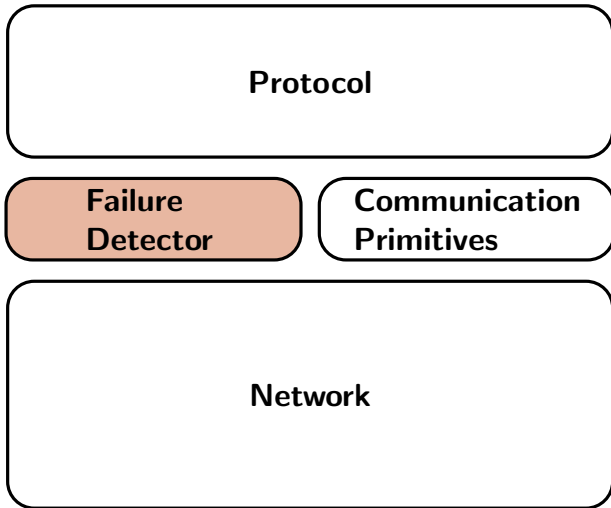 Protocol
Failure
Detector
Communication
Primitives
Network